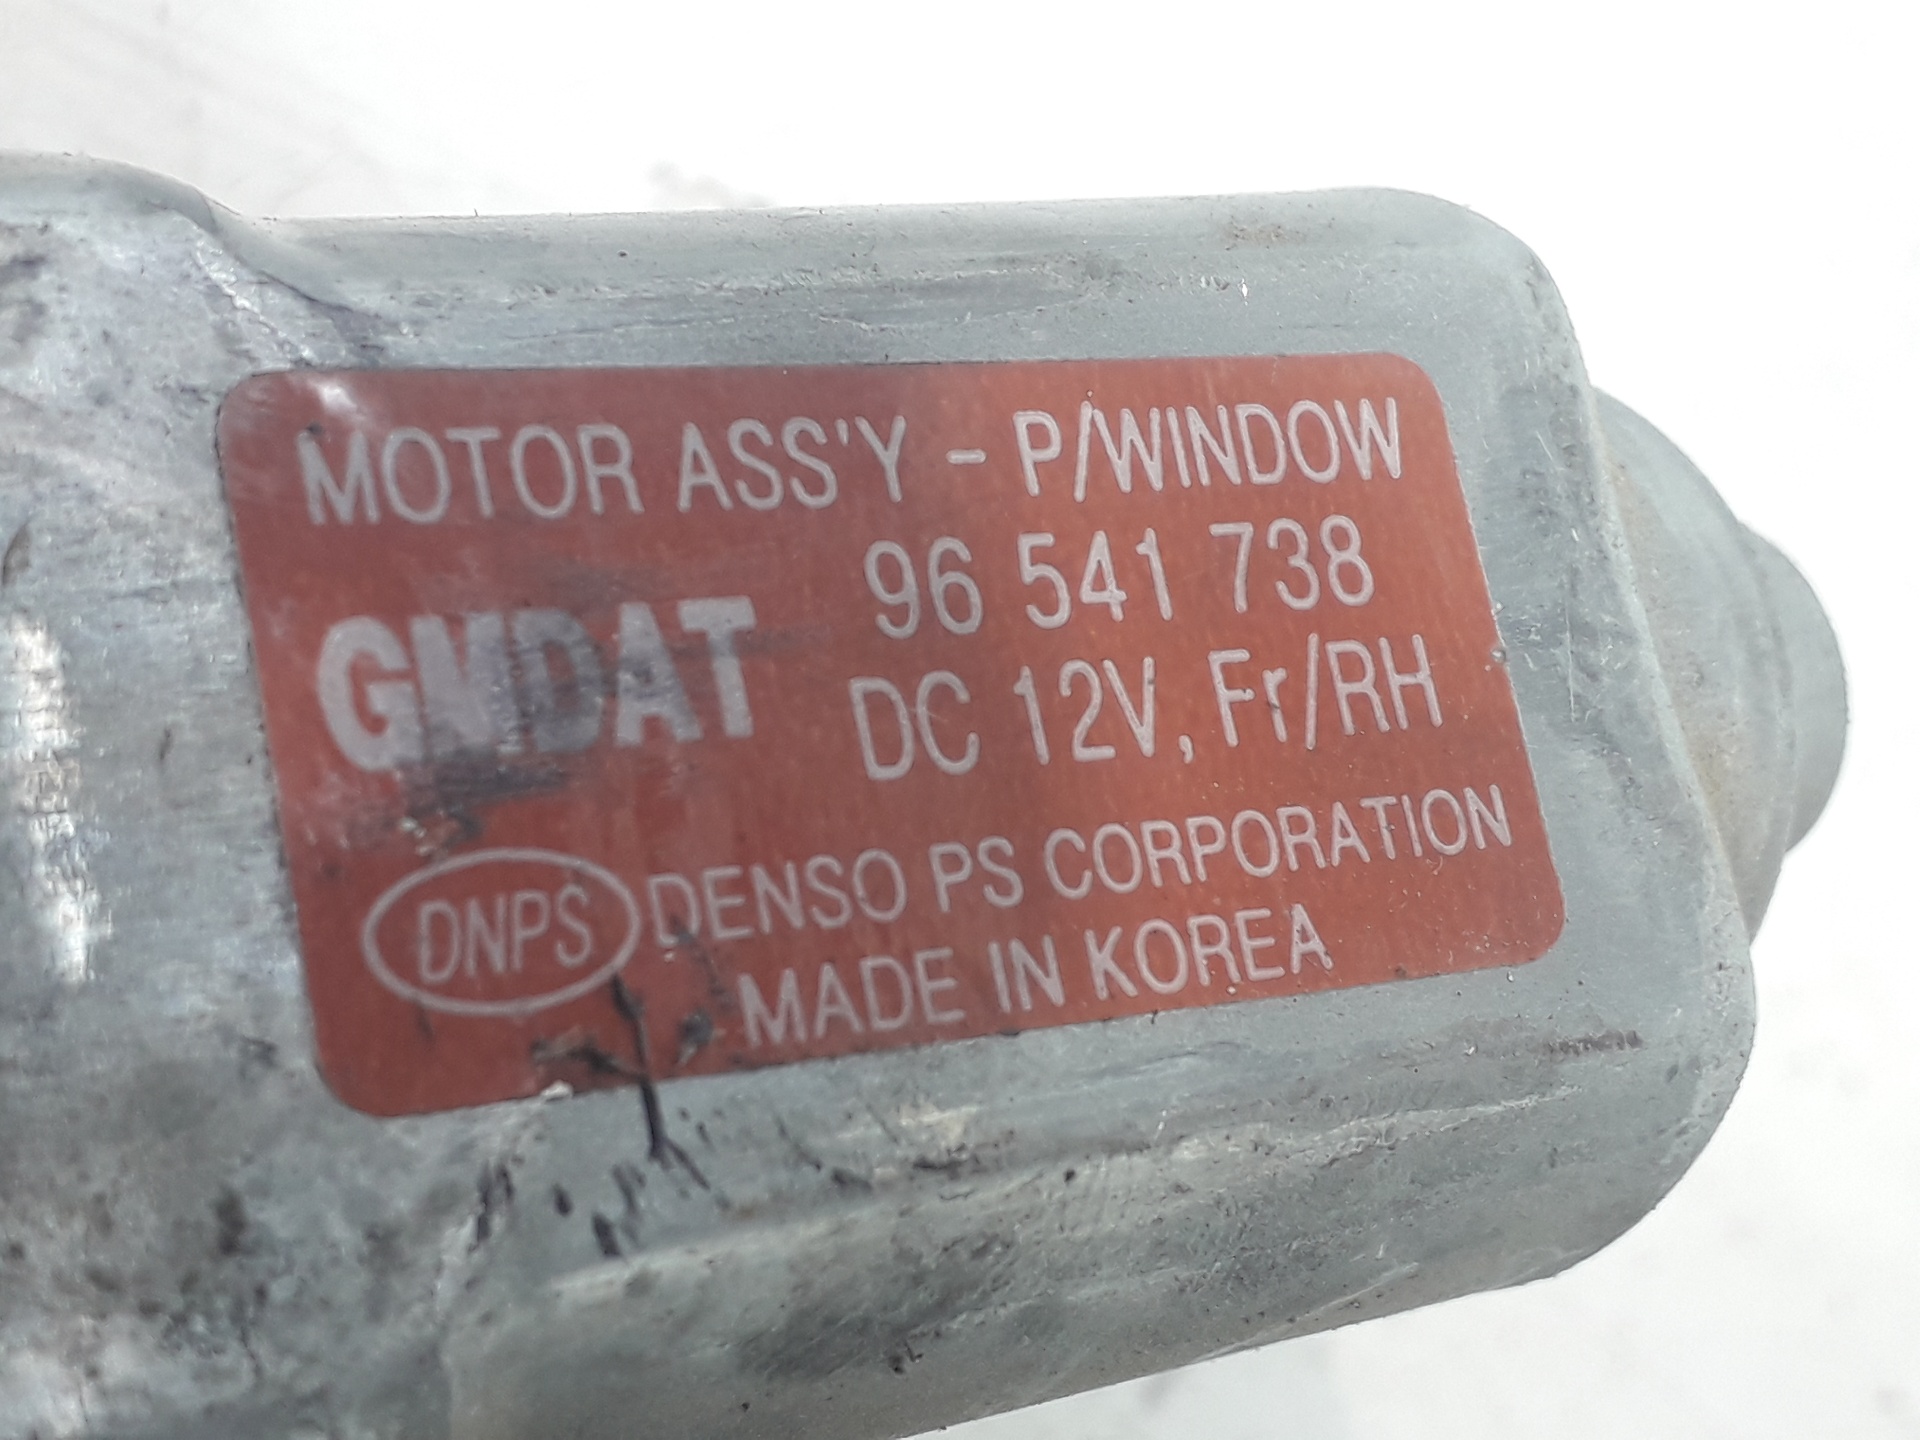 MOTOR ASS'Y - P/WINDOW
GMDAT
96 541 738
DC 12V, Fr/RH
DNPS DENSO PS CORPORATION
MADE IN KOREA